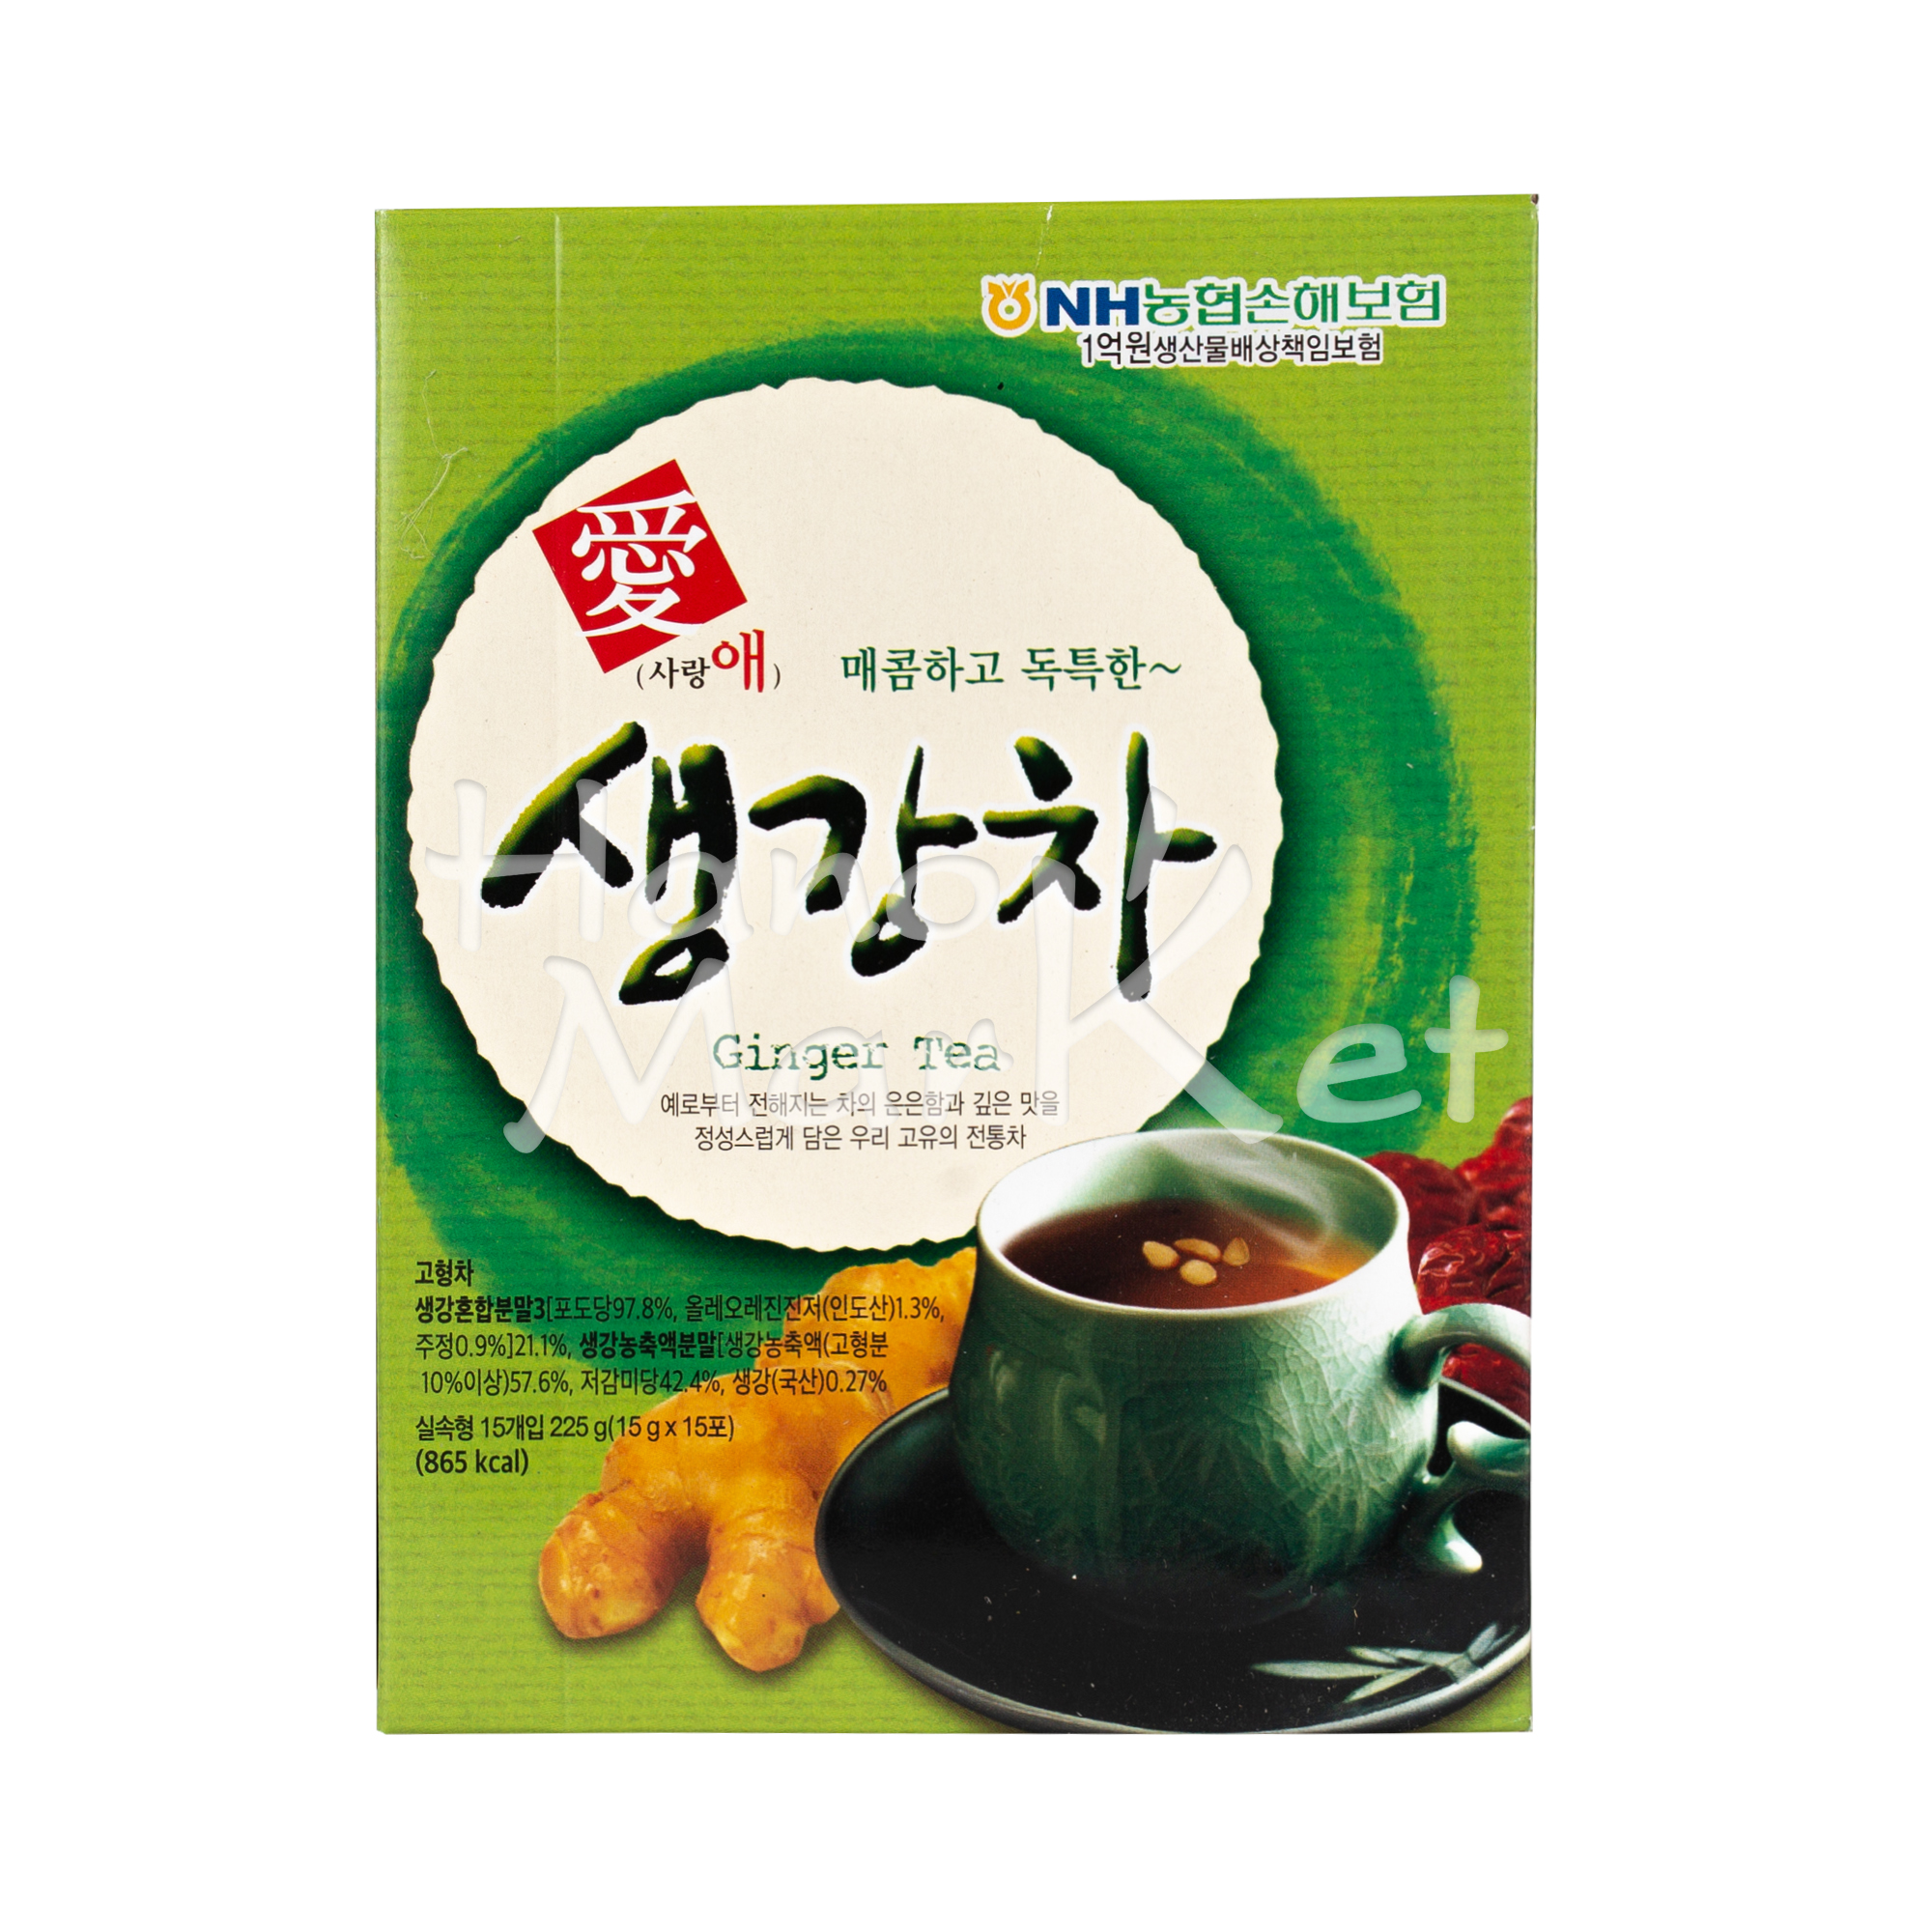 NH농협손해보험
1억원생산물배상책임보험
愛
(사랑애)
매콤하고 독특한~
생강차
Hanok
Market
Ginger Tea
예로부터 전해지는 차의 은은함과 깊은 맛을
정성스럽게 담은 우리 고유의 전통차
고형차
생강혼합분말3[포도당97.8%, 올레오레진진저(인도산)1.3%,
주정0.9%]21.1%, 생강농축액분말[생강농축액(고형분
10%이상)57.6%, 저감미당42.4%, 생강(국산)0.27%
실속형 15개입 225 g(15 g x 15포)
(865 kcal)